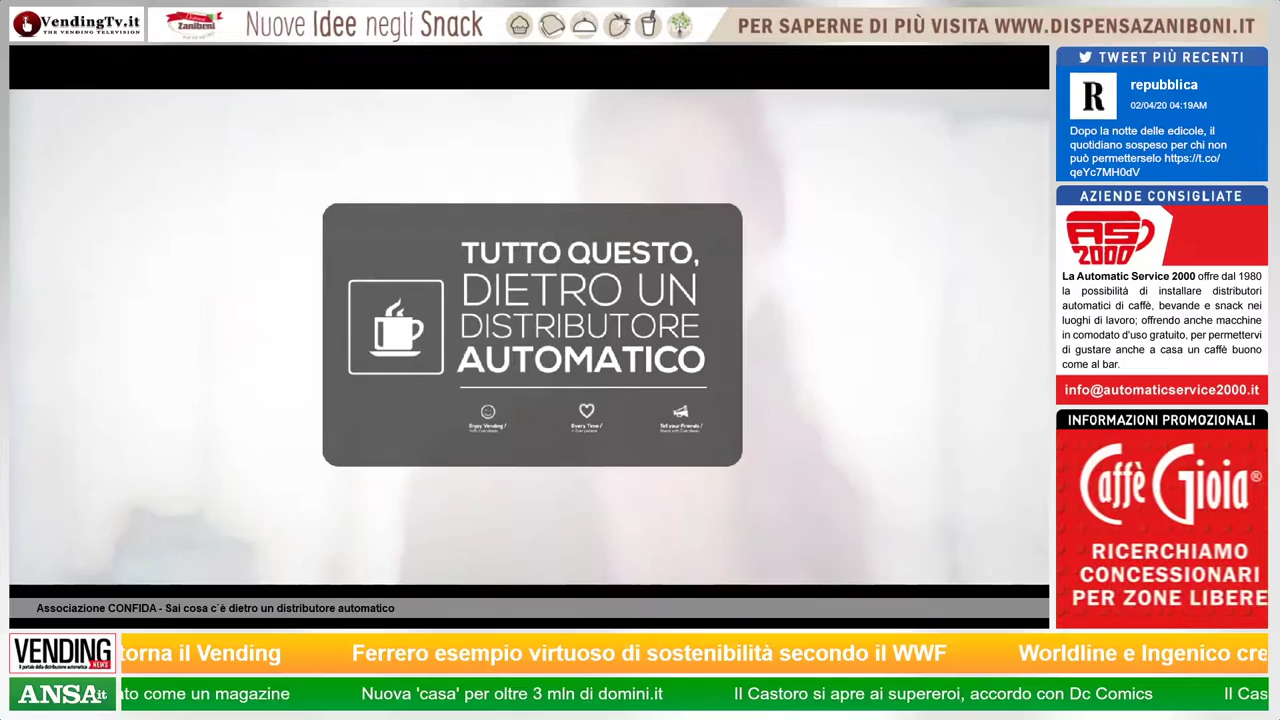 VendingTv.it
THE VENDING TELEVISION
Zaniboni
Nuove Idee negli Snack
PER SAPERNE DI PIÙ VISITA WWW.DISPENSAZANIBONI.IT
TUTTO QUESTO,
DIETRO UN
DISTRIBUTORE
AUTOMATICO
Enjoy Vending /
Every Time /
Tell your Friends /
Associazione CONFIDA - Sai cosa c`è dietro un distributore automatico
TWEET PIÙ RECENTI
R
repubblica
02/04/20 04:19AM
Dopo la notte delle edicole, il
quotidiano sospeso per chi non
può permetterselo https://t.co/
qeYc7MH0dV
AZIENDE CONSIGLIATE
AS
2000
La Automatic Service 2000 offre dal 1980
la possibilità di installare distributori
automatici di caffè, bevande e snack nei
luoghi di lavoro; offrendo anche macchine
in comodato d'uso gratuito, per permettervi
di gustare anche a casa un caffè buono
come al bar.
info@automaticservice2000.it
INFORMAZIONI PROMOZIONALI
Caffè Gioia®
RICERCHIAMO
CONCESSIONARI
PER ZONE LIBERE
VENDING NEWS
Il portale della distribuzione automatica
torna il Vending Ferrero esempio virtuoso di sostenibilità secondo il WWF Worldline e Ingenico cre
ANSA.it
ato come un magazine Nuova 'casa' per oltre 3 mln di domini.it Il Castoro si apre ai supereroi, accordo con Dc Comics Il Cas